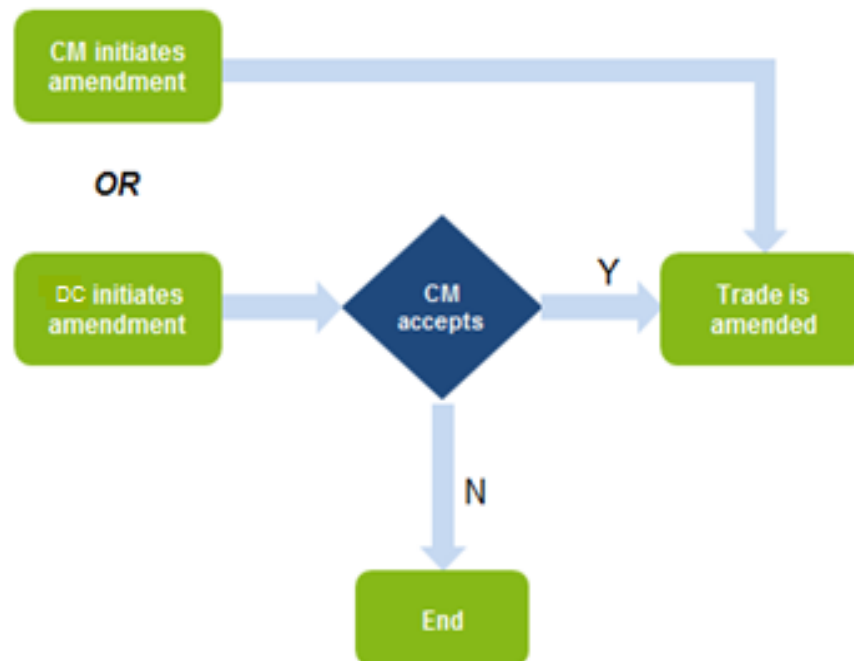 CM initiates
amendment
OR
DC initiates
amendment
CM
accepts
Y
Trade is
amended
N
End